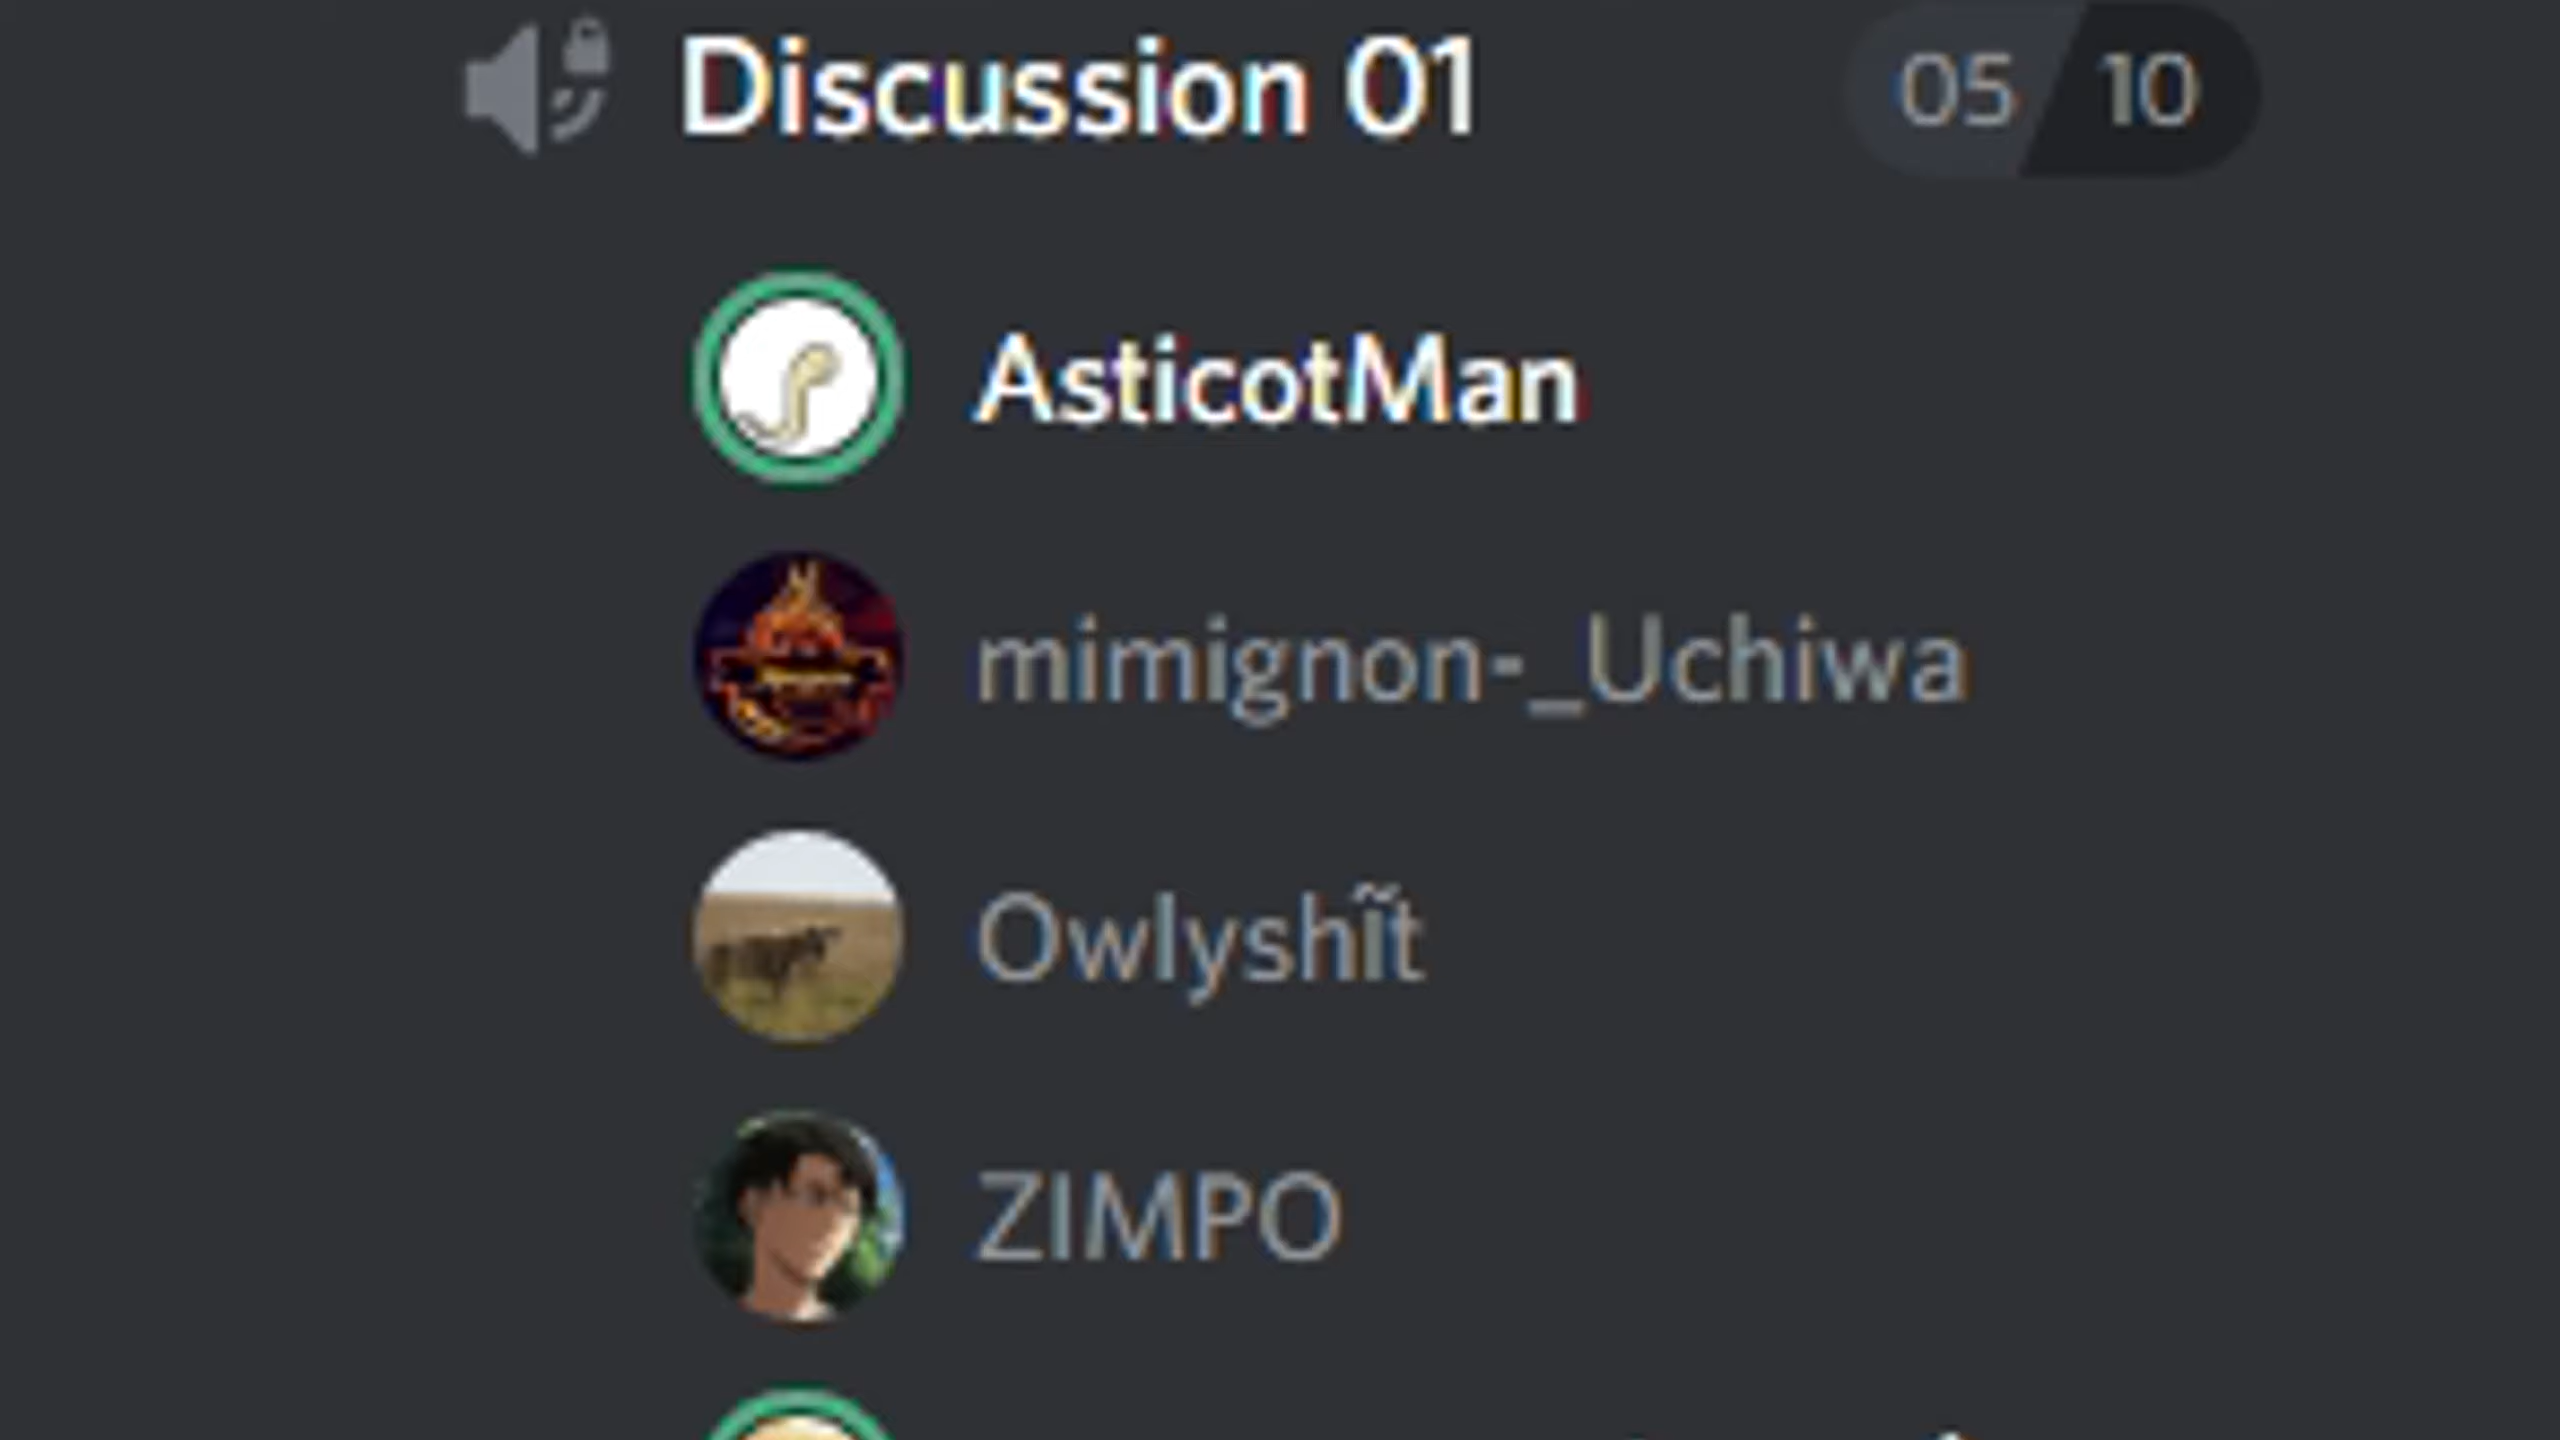 Discussion 01
05 10
AsticotMan
mimignon-_Uchiwa
Owlyshĩt
ZIMPO